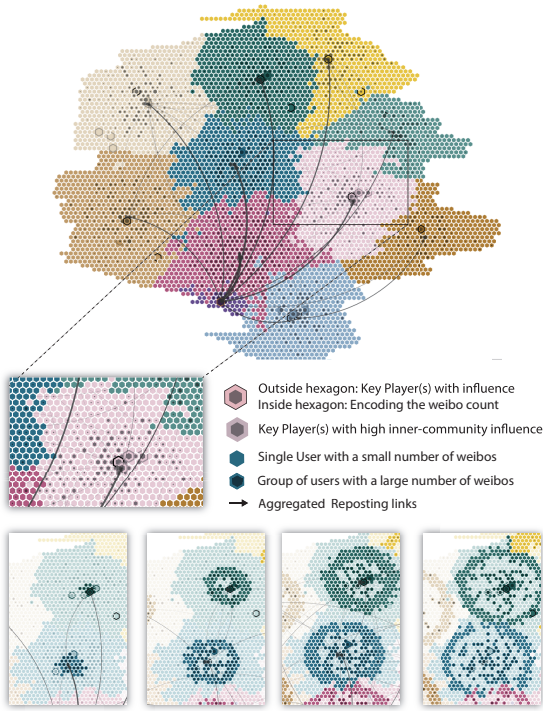 Outside hexagon: Key Player(s) with influence
Inside hexagon: Encoding the weibo count
Key Player(s) with high inner-community influence
Single User with a small number of weibos
Group of users with a large number of weibos
Aggregated Reposting links